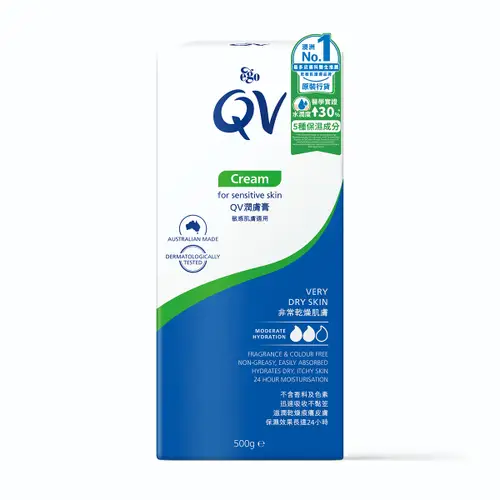 ego
QV
澳洲
No.1
原裝行貨
醫學實證
水潤度+30%
5種保濕成分
Cream
for sensitive skin
QV潤膚膏
敏感肌膚適用
AUSTRALIAN MADE
DERMATOLOGICALLY
TESTED
VERY
DRY SKIN
非常乾燥肌膚
MODERATE
HYDRATION
FRAGRANCE & COLOUR FREE
NON-GREASY, EASILY ABSORBED
HYDRATES DRY, ITCHY SKIN
24 HOUR MOISTURISATION
不含香料及色素
迅速吸收不黏笠
滋潤乾燥痕癢皮膚
保濕效果長達24小時
500g e